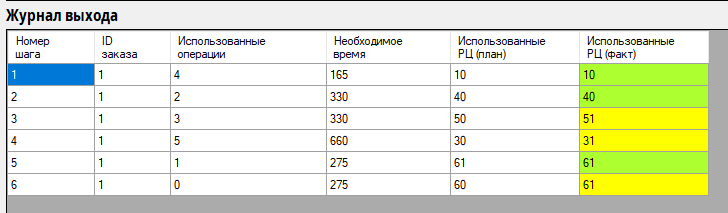 Журнал выхода
Номер шага ID заказа Использованные операции Необходимое время Использованные РЦ (план) Использованные РЦ (факт)
1 1 4 165 10 10
2 1 2 330 40 40
3 1 3 330 50 51
4 1 5 660 30 31
5 1 1 275 61 61
6 1 0 275 60 61